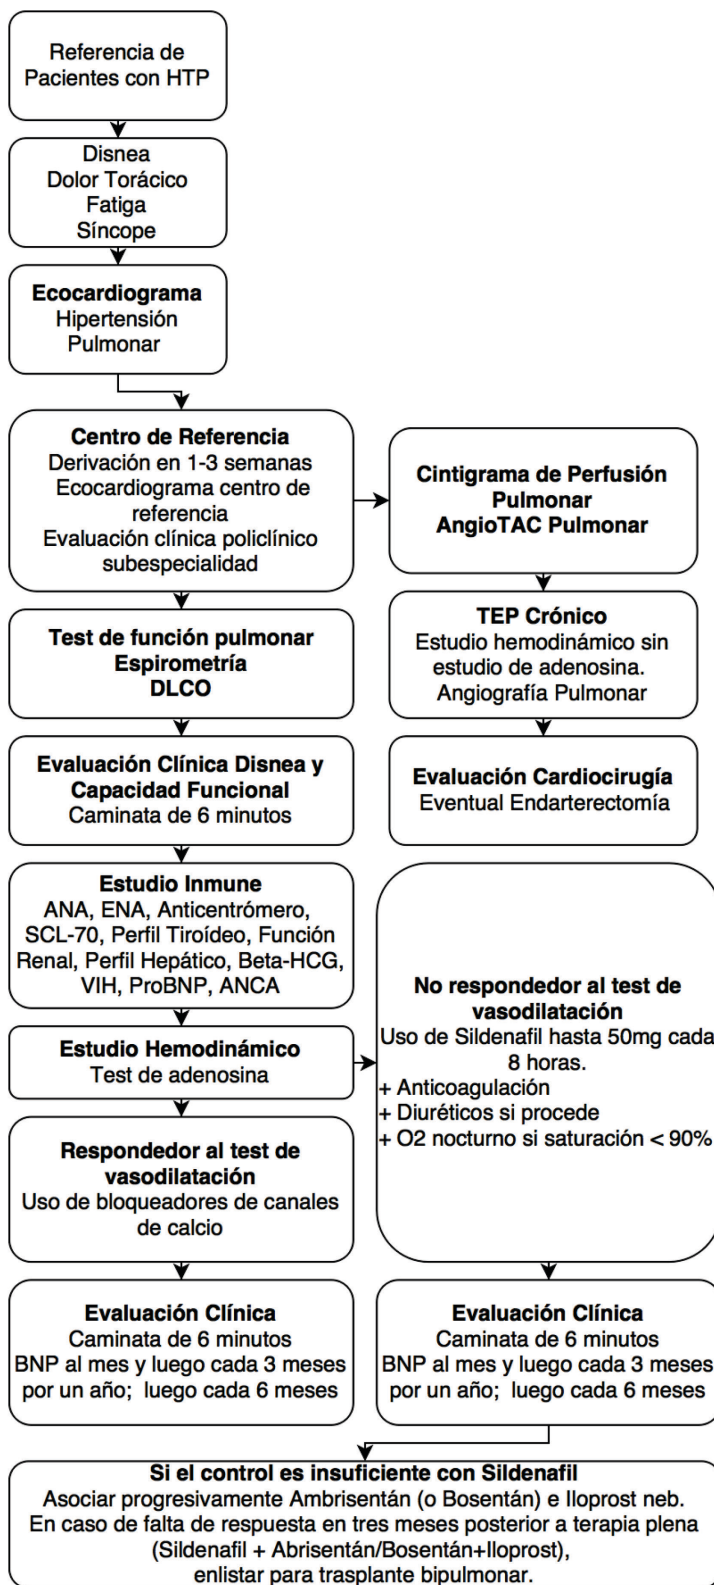 Referencia de
Pacientes con HTP
Disnea
Dolor Torácico
Fatiga
Síncope
Ecocardiograma
Hipertensión
Pulmonar
Centro de Referencia
Derivación en 1-3 semanas
Ecocardiograma centro de
referencia
Evaluación clínica policlínico
subespecialidad
Cintigrama de Perfusión
Pulmonar
AngioTAC Pulmonar
TEP Crónico
Estudio hemodinámico sin
estudio de adenosina.
Angiografía Pulmonar
Evaluación Cardiocirugía
Eventual Endarterectomía
Test de función pulmonar
Espirometría
DLCO
Evaluación Clínica Disnea y
Capacidad Funcional
Caminata de 6 minutos
Estudio Inmune
ANA, ENA, Anticentrómero,
SCL-70, Perfil Tiroídeo, Función
Renal, Perfil Hepático, Beta-HCG,
VIH, ProBNP, ANCA
Estudio Hemodinámico
Test de adenosina
No respondedor al test de
vasodilatación
Uso de Sildenafil hasta 50mg cada
8 horas.
+ Anticoagulación
+ Diuréticos si procede
+ O2 nocturno si saturación < 90%
Respondedor al test de
vasodilatación
Uso de bloqueadores de canales
de calcio
Evaluación Clínica
Caminata de 6 minutos
BNP al mes y luego cada 3 meses
por un año; luego cada 6 meses
Evaluación Clínica
Caminata de 6 minutos
BNP al mes y luego cada 3 meses
por un año; luego cada 6 meses
Si el control es insuficiente con Sildenafil
Asociar progresivamente Ambrisentán (o Bosentán) e Iloprost neb.
En caso de falta de respuesta en tres meses posterior a terapia plena
(Sildenafil + Abrisentán/Bosentán+Iloprost),
enlistar para trasplante bipulmonar.